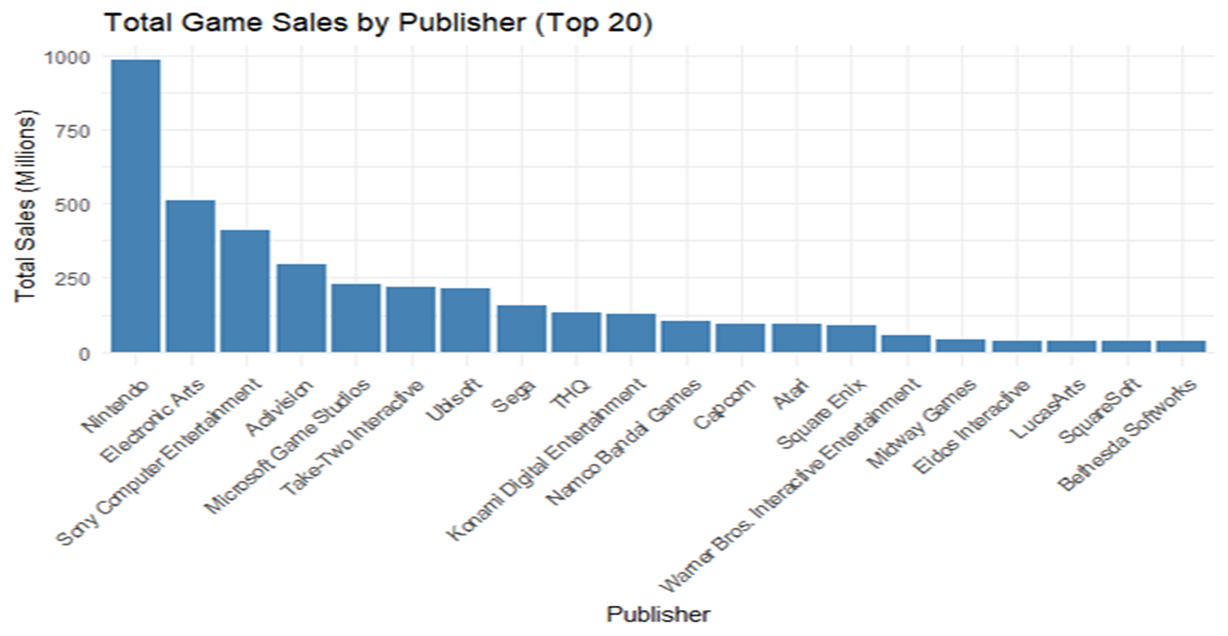 Total Game Sales by Publisher (Top 20)
Total Sales (Millions)
1000
750
500
250
0
Nintendo
Electronic Arts
Sony Computer Entertainment
Activision
Microsoft Game Studios
Take-Two Interactive
Ubisoft
Sega
THQ
Konami Digital Entertainment
Namco Bandai Games
Capcom
Atari
Square Enix
Warner Bros. Interactive Entertainment
Midway Games
Eidos Interactive
LucasArts
SquareSoft
Bethesda Softworks
Publisher